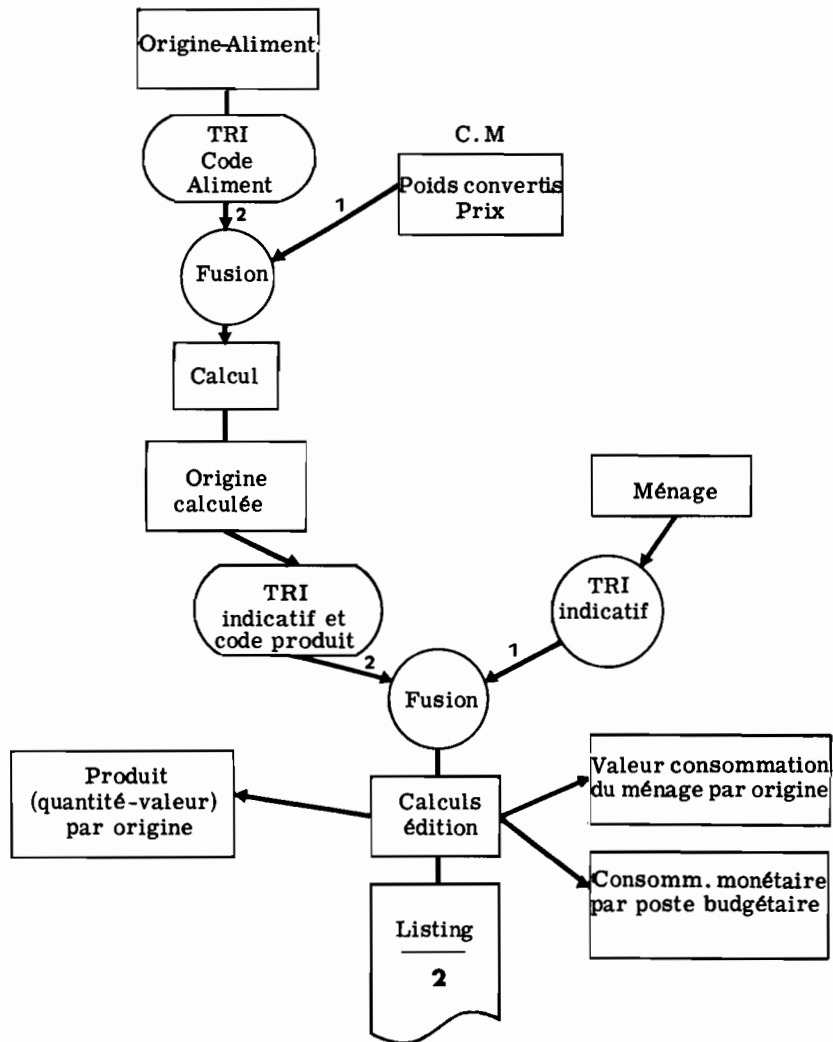 Origine-Aliment
TRI
Code
Aliment
C.M
Poids convertis
Prix
2
1
Fusion
Calcul
Origine
calculée
Ménage
TRI
indicatif et
code produit
TRI
indicatif
2
1
Fusion
Produit
(quantité-valeur)
par origine
Calculs
édition
Valeur consommation
du ménage par origine
Consomm. monétaire
par poste budgétaire
Listing
2